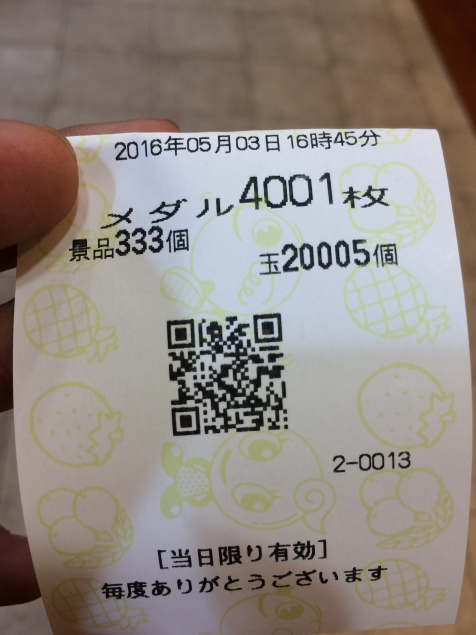 2016年05月03日16時45分
メダル4001枚
景品333個 玉20005個
2-0013
[当日限り有効]
毎度ありがとうございます